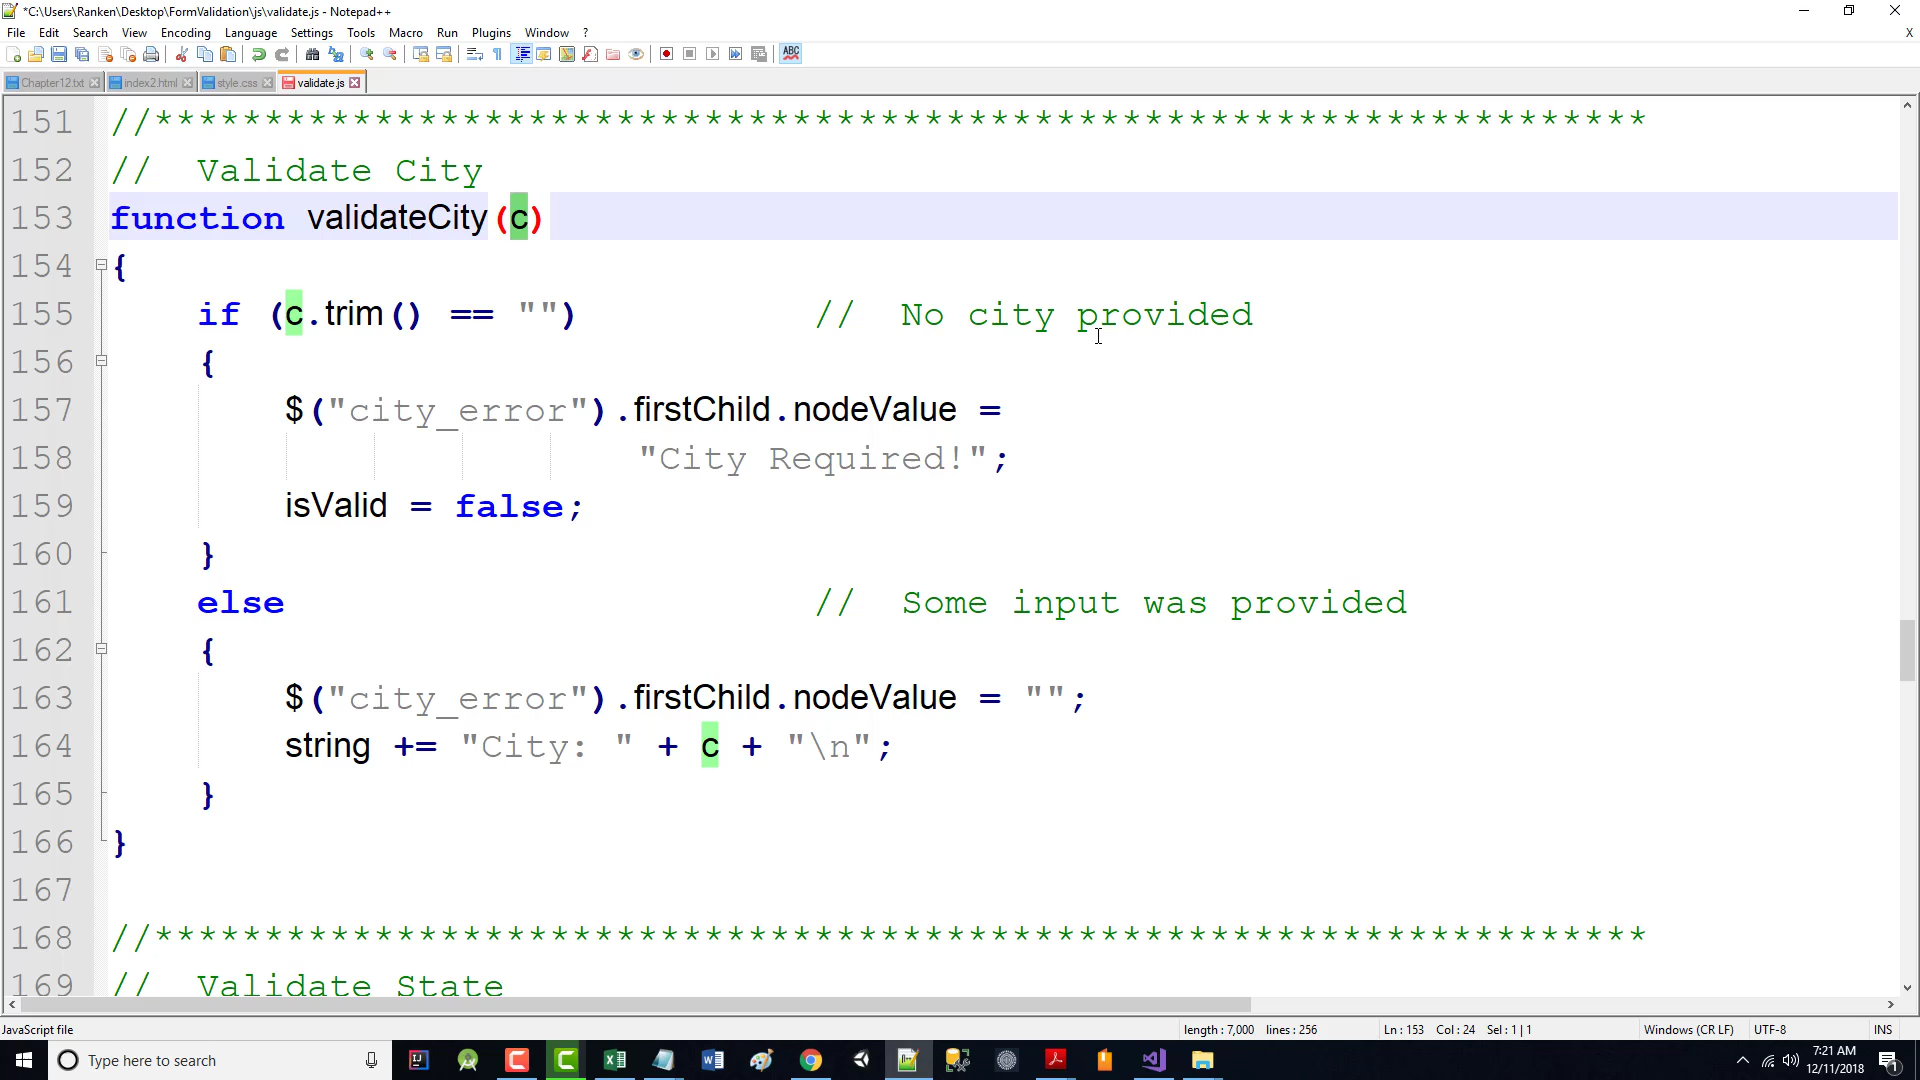 *C:\Users\Ranken\Desktop\FormValidation\js\validate.js - Notepad++
File Edit Search View Encoding Language Settings Tools Macro Run Plugins Window ? X
ABC
Chapter12.txt index2.html style.css validate.js
151 //********************************************************************
152 // Validate City
153 function validateCity(c)
154 {
155 if (c.trim() == "") // No city provided
156 {
157 $("city_error").firstChild.nodeValue =
158 "City Required!";
159 isValid = false;
160 }
161 else // Some input was provided
162 {
163 $("city_error").firstChild.nodeValue = "";
164 string += "City: " + c + "\n";
165 }
166 }
167
168 //********************************************************************
169 // Validate State
JavaScript file length : 7,000 lines : 256 Ln : 153 Col : 24 Sel : 1 | 1 Windows (CR LF) UTF-8 INS
Type here to search
7:21 AM
12/11/2018